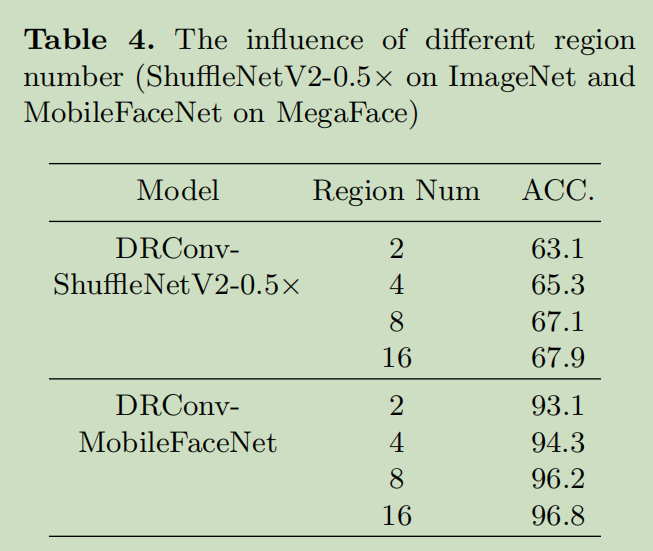 Table 4. The influence of different region
number (ShuffleNetV2-0.5× on ImageNet and
MobileFaceNet on MegaFace)
Model Region Num ACC.
DRConv- 2 63.1
ShuffleNetV2-0.5× 4 65.3
8 67.1
16 67.9
DRConv- 2 93.1
MobileFaceNet 4 94.3
8 96.2
16 96.8